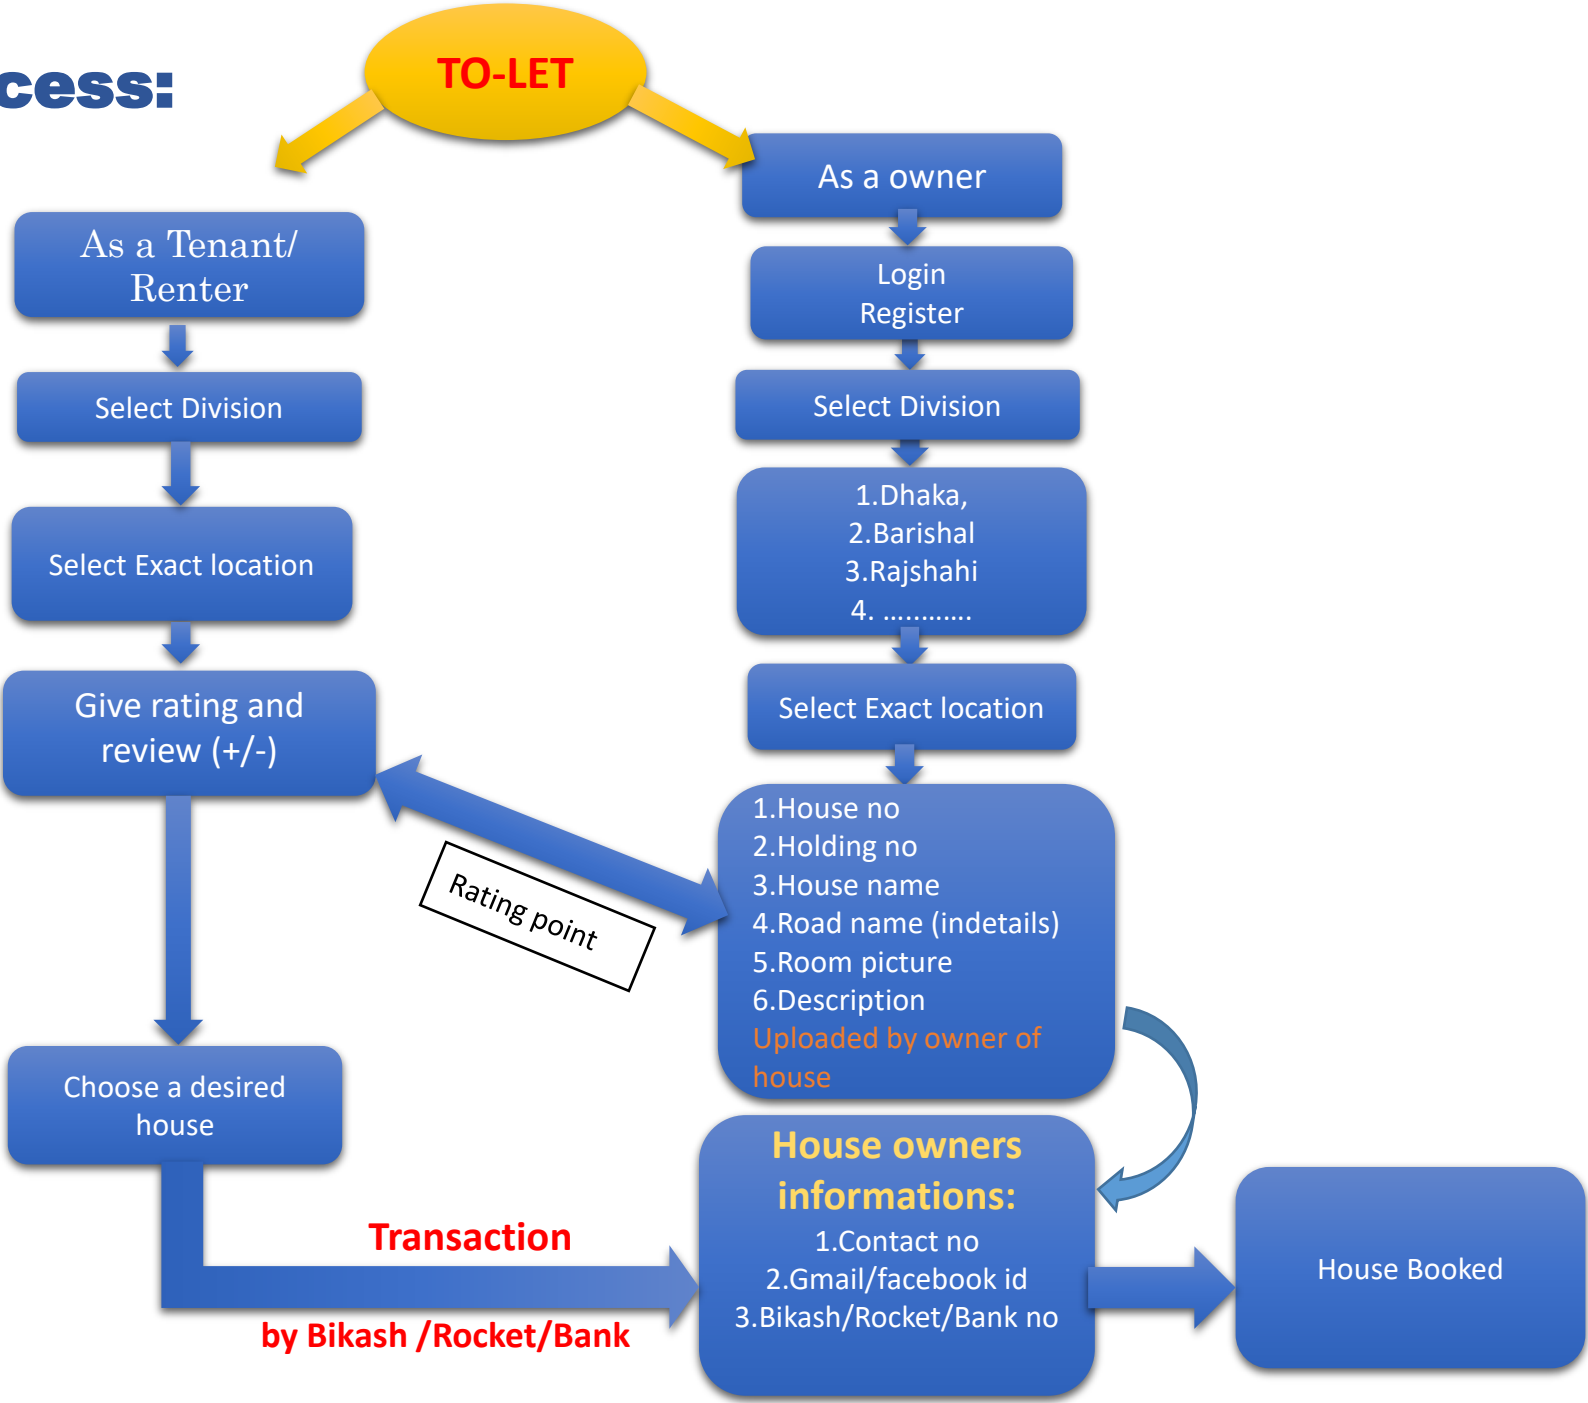 cess:
TO-LET
As a Tenant/
Renter
Select Division
Select Exact location
Give rating and
review (+/-)
Choose a desired
house
As a owner
Login
Register
Select Division
1.Dhaka,
2.Barishal
3.Rajshahi
4. ............
Select Exact location
1.House no
2.Holding no
3.House name
4.Road name (indetails)
5.Room picture
6.Description
Uploaded by owner of
house
Rating point
Transaction
by Bikash /Rocket/Bank
House owners
informations:
1.Contact no
2.Gmail/facebook id
3.Bikash/Rocket/Bank no
House Booked